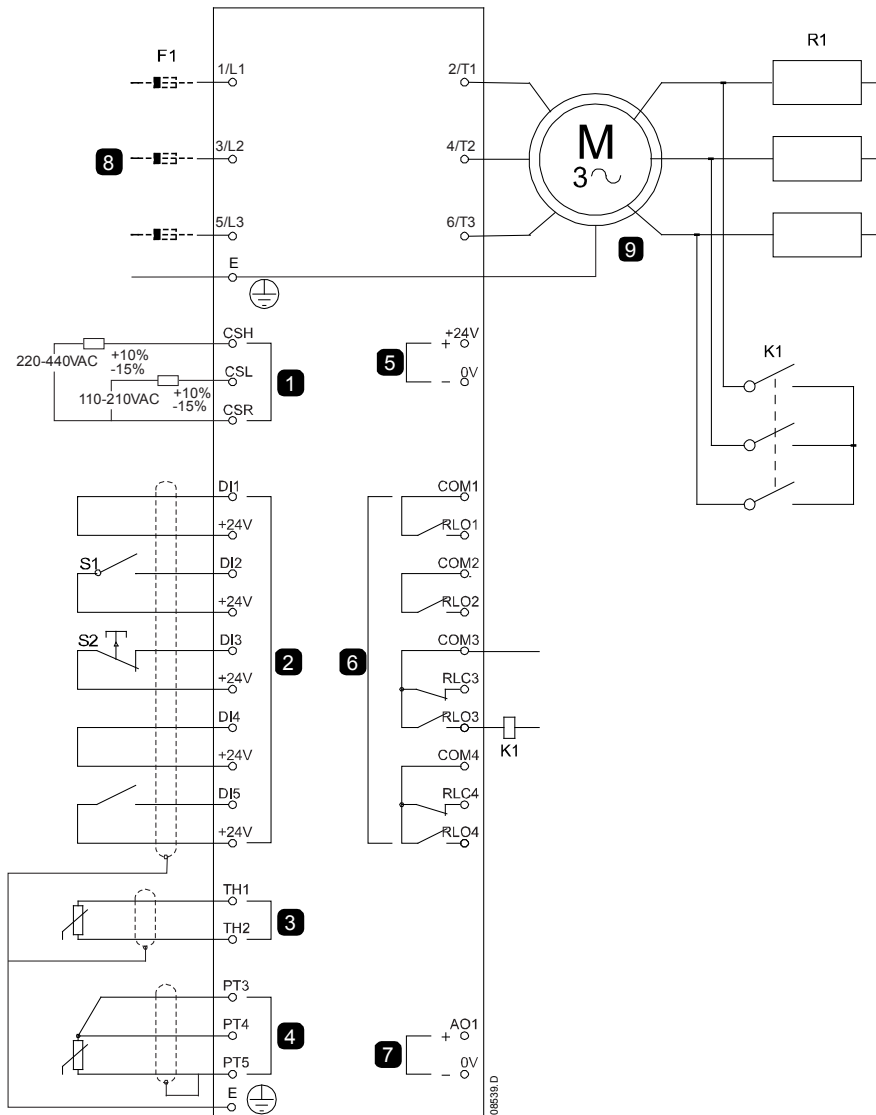 F1
R1
1/L1
2/T1
8
3/L2
4/T2
M
3
5/L3
6/T3
9
E
CSH
+24V
+
220-440VAC
+10%
-15%
5
K1
CSL
1
0V
-
110-210VAC
+10%
-15%
CSR
DI1
COM1
+24V
RLO1
S1
DI2
COM2
+24V
RLO2
S2
DI3
COM3
2
6
+24V
RLC3
DI4
RLO3
K1
+24V
COM4
DI5
RLC4
+24V
RLO4
TH1
3
TH2
PT3
PT4
AO1
+
4
7
PT5
0V
-
E
08539.D